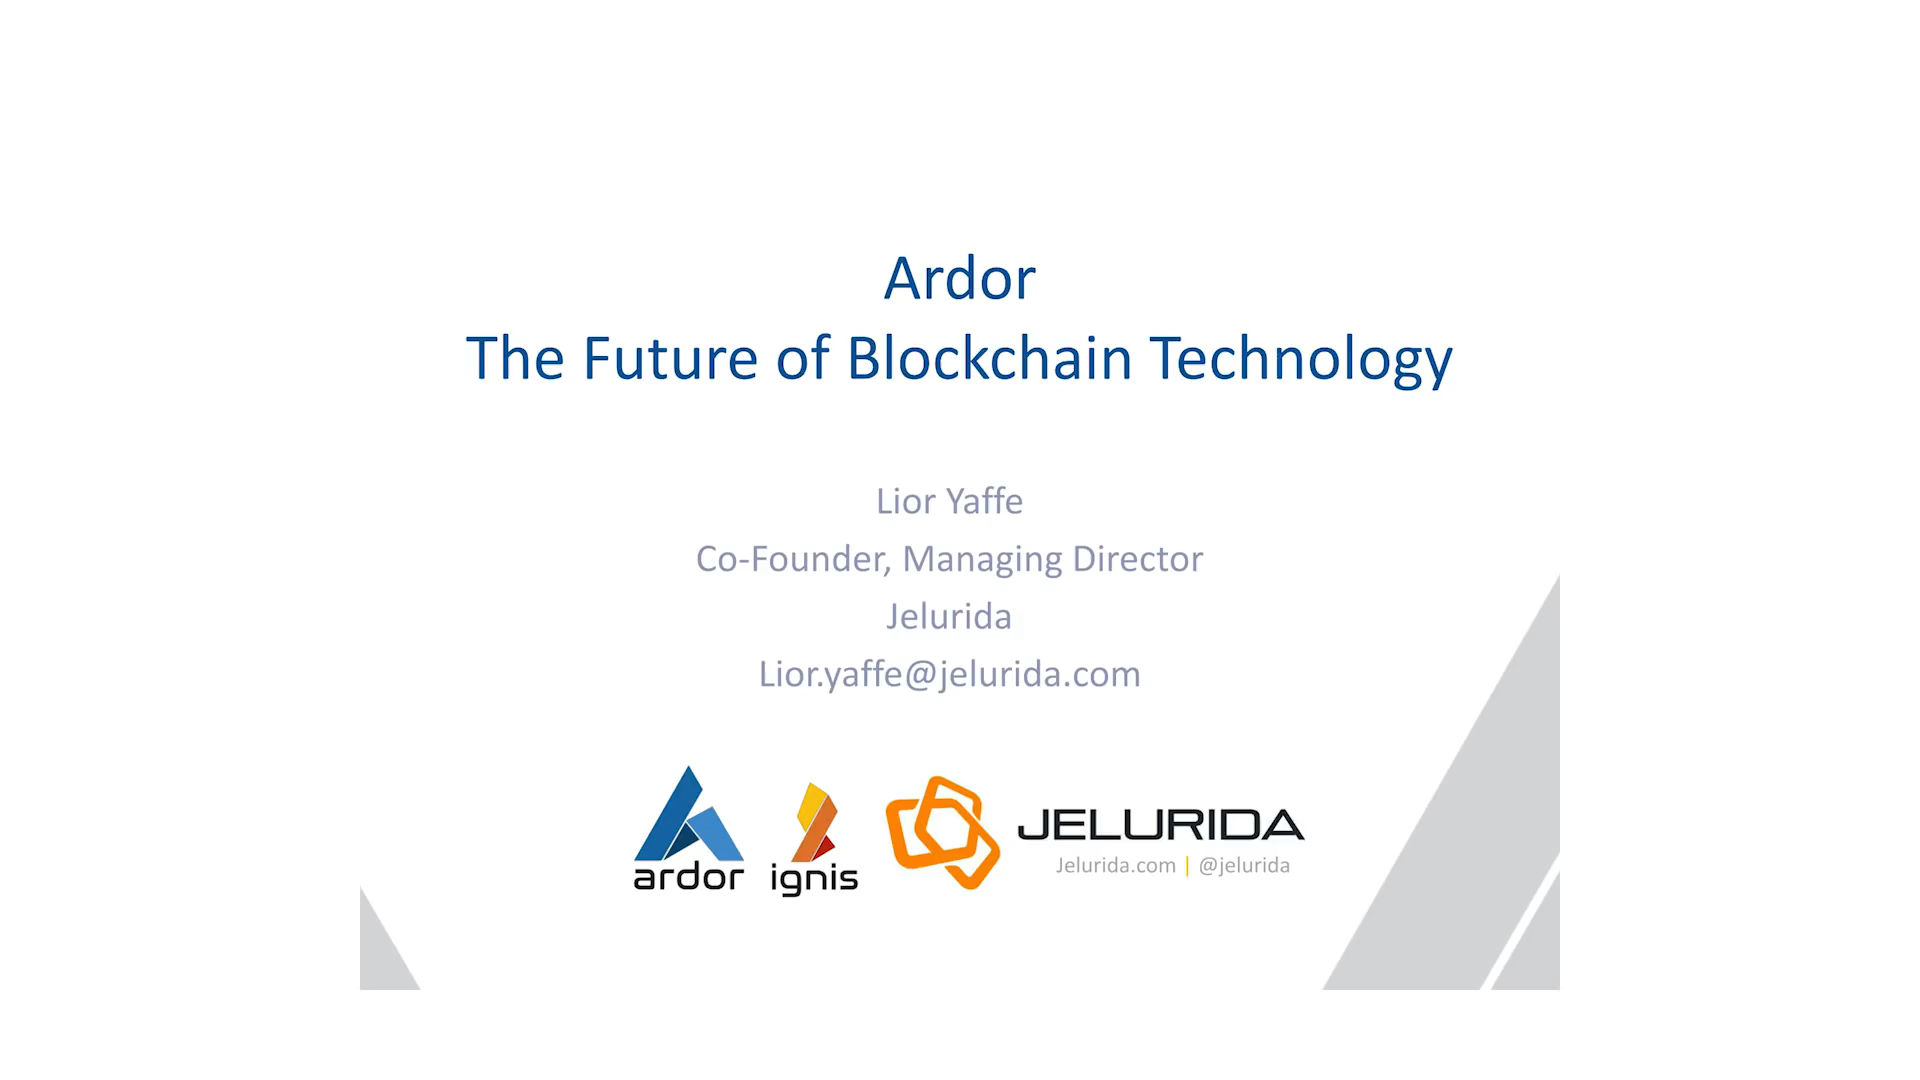 Ardor
The Future of Blockchain Technology
Lior Yaffe
Co-Founder, Managing Director
Jelurida
Lior.yaffe@jelurida.com
ardor
ignis
JELURIDA
Jelurida.com | @jelurida